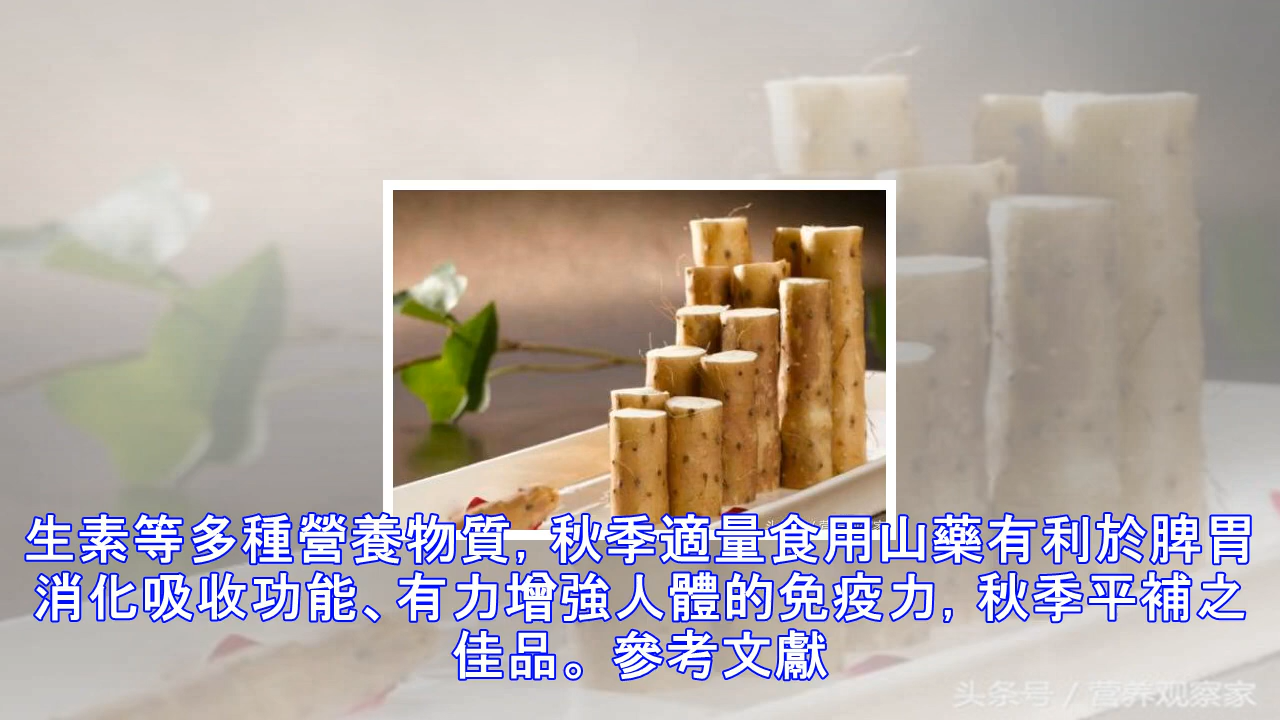 生素等多種營養物質，秋季適量食用山藥有利於脾胃
消化吸收功能、有力增強人體的免疫力，秋季平補之
佳品。參考文獻
头条号 / 营养观察家